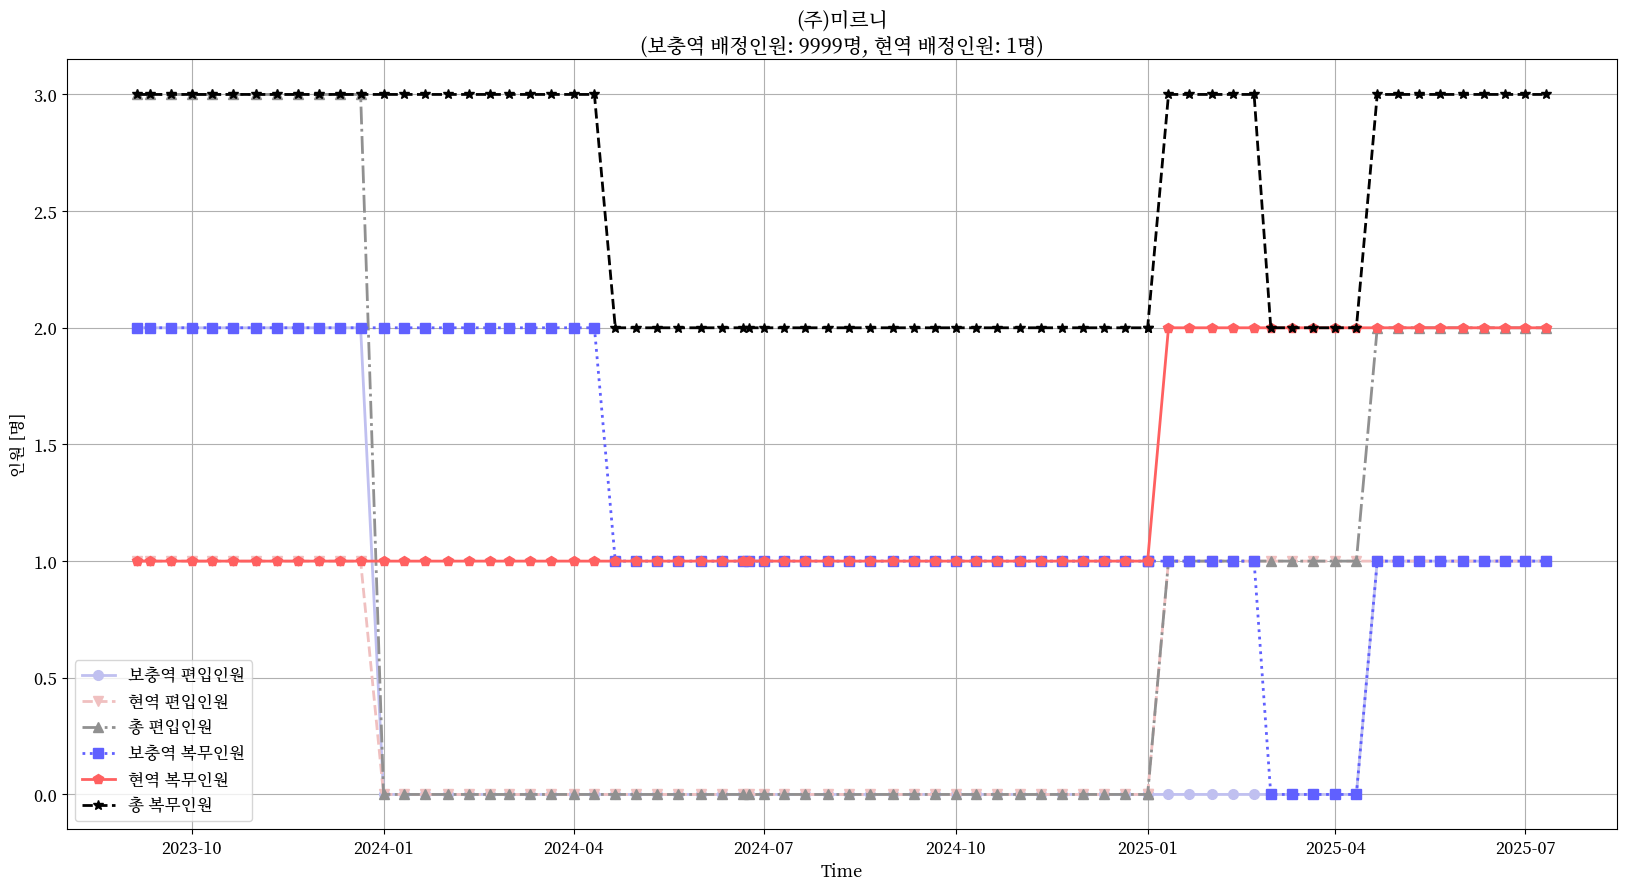 (주)미르니
(보충역 배정인원: 9999명, 현역 배정인원: 1명)
인원 [명]
3.0
2.5
2.0
1.5
1.0
0.5
0.0
보충역 편입인원
현역 편입인원
총 편입인원
보충역 복무인원
현역 복무인원
총 복무인원
2023-10 2024-01 2024-04 2024-07 2024-10 2025-01 2025-04 2025-07
Time